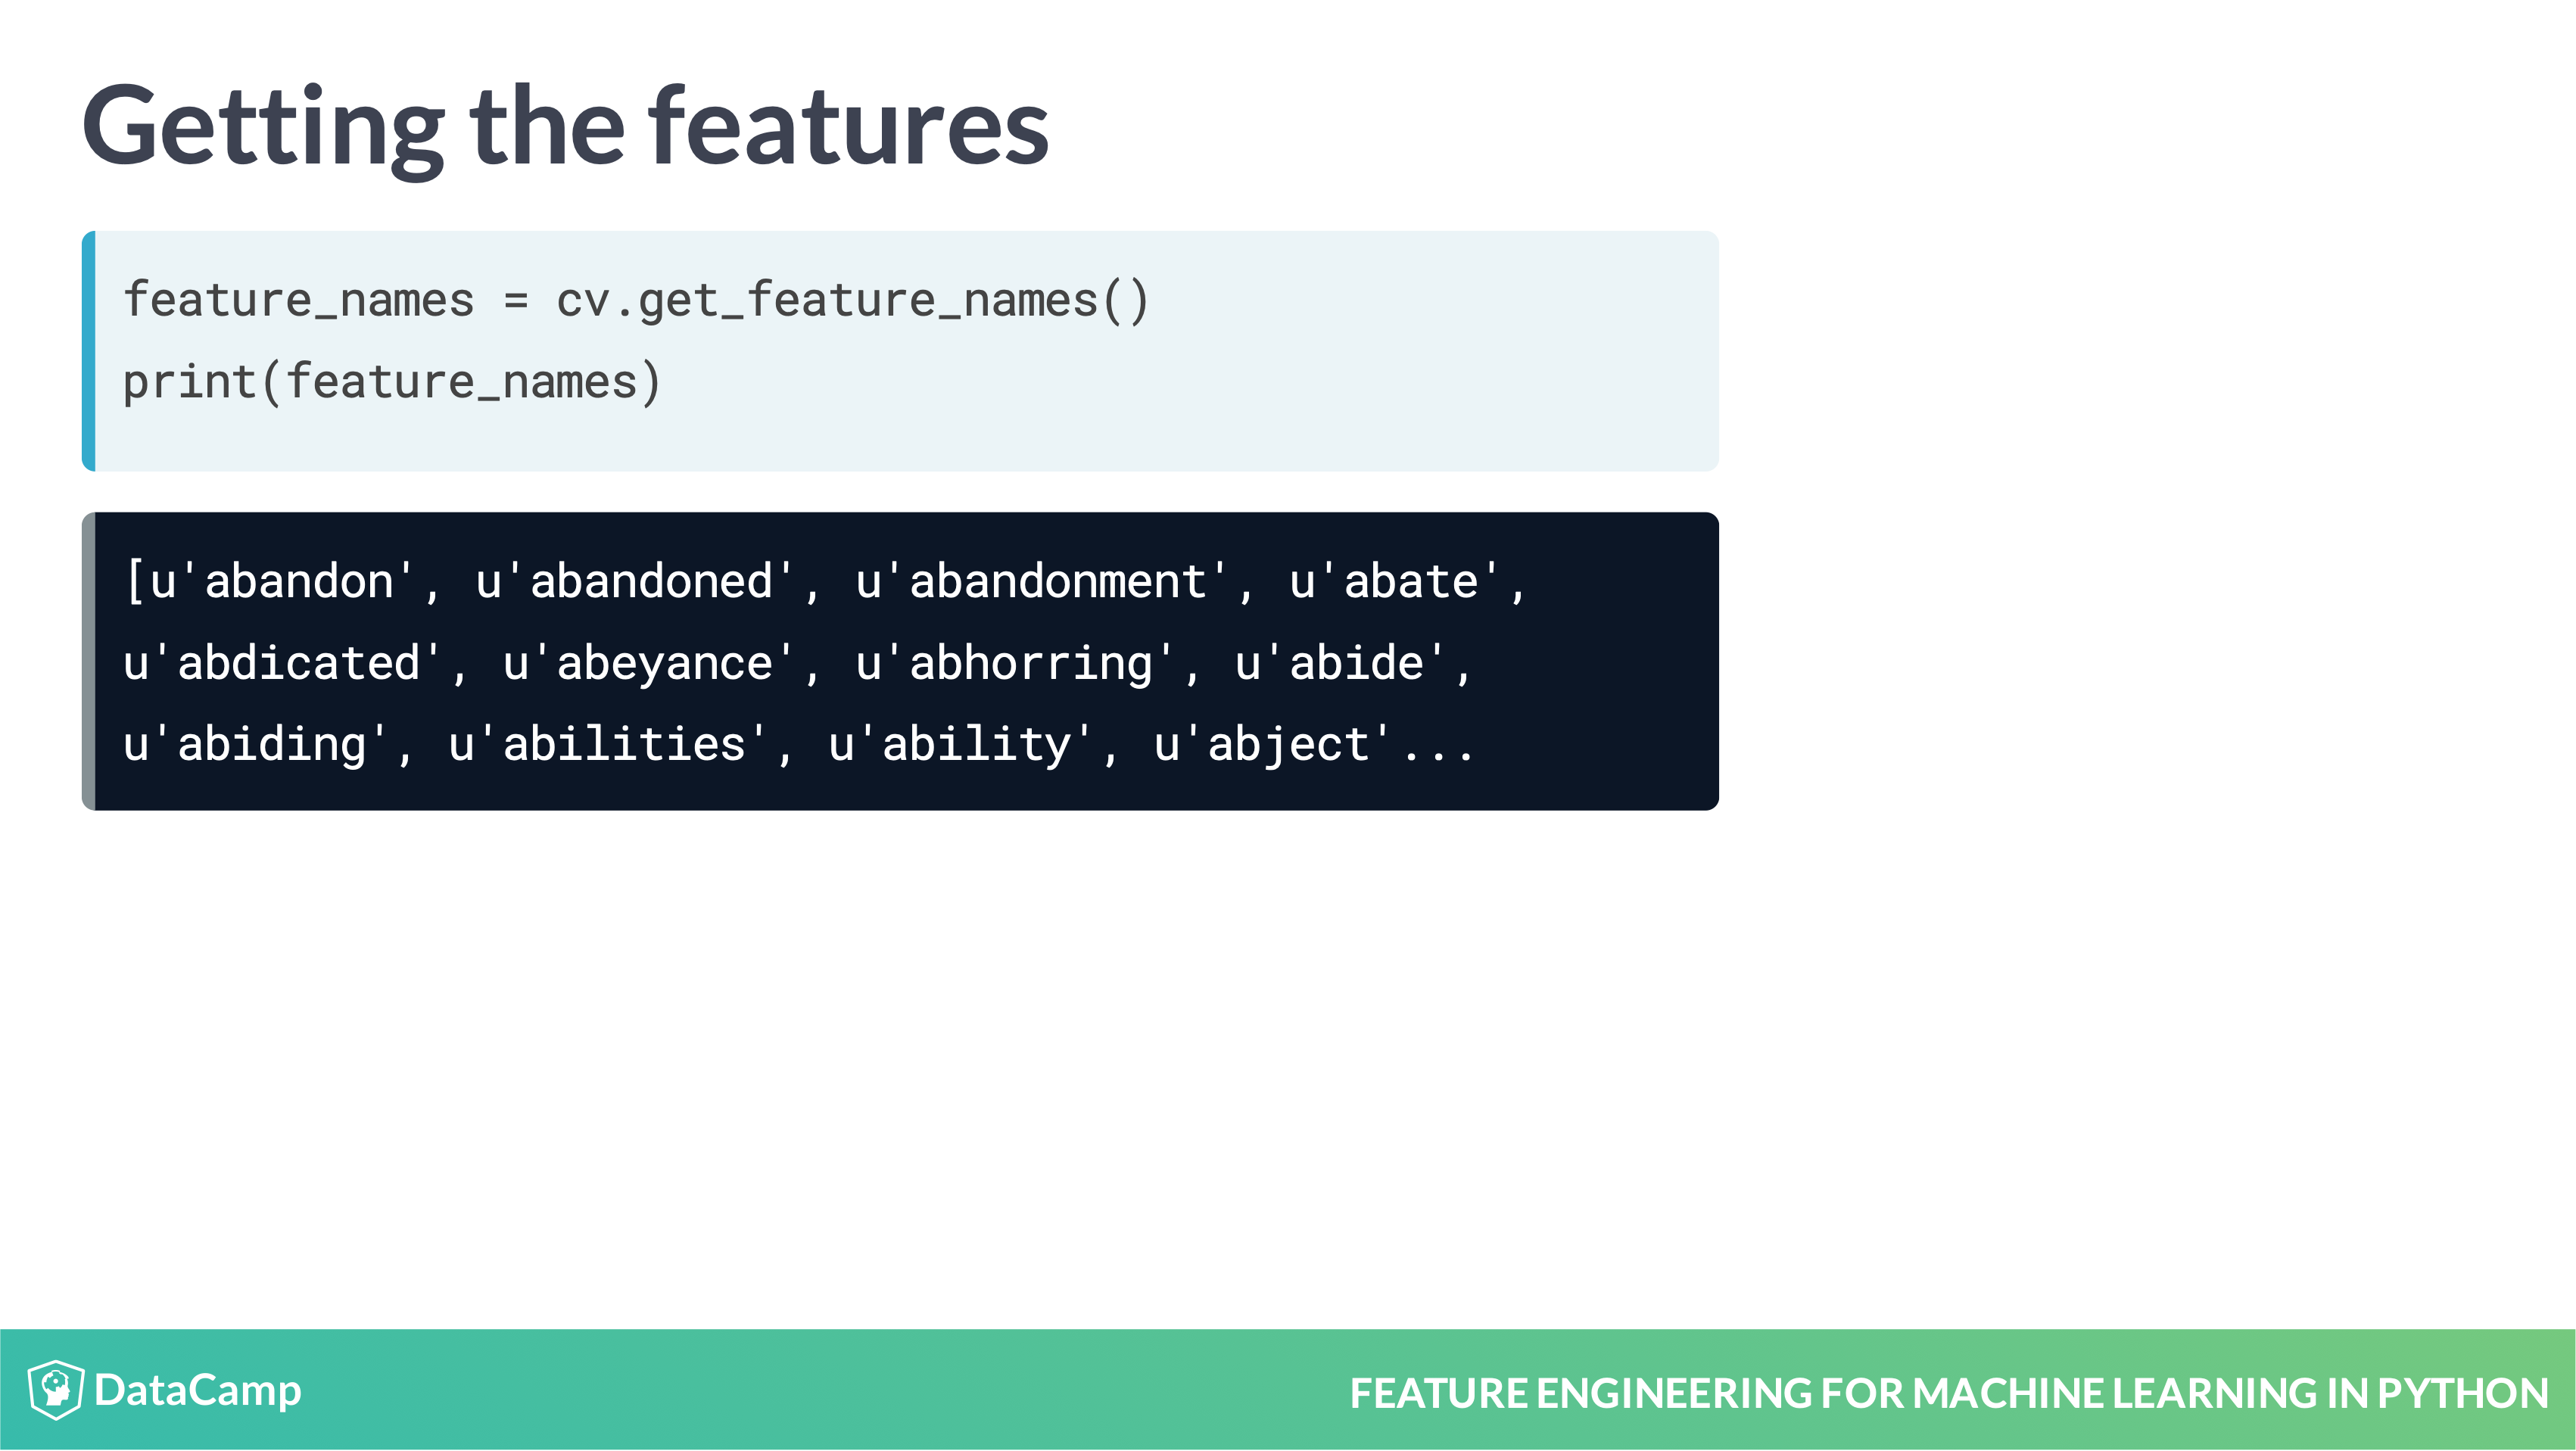 Getting the features
feature_names = cv.get_feature_names()
print(feature_names)
[u'abandon', u'abandoned', u'abandonment', u'abate',
u'abdicated', u'abeyance', u'abhorring', u'abide',
u'abiding', u'abilities', u'ability', u'abject'...
DataCamp
FEATURE ENGINEERING FOR MACHINE LEARNING IN PYTHON